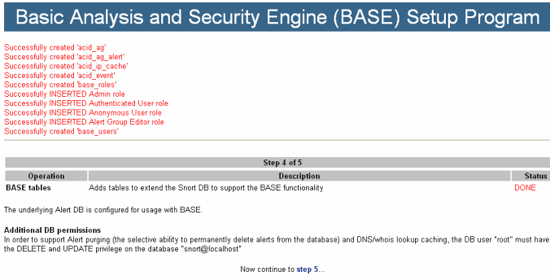 Basic Analysis and Security Engine (BASE) Setup Program
Successfully created 'acid_ag'
Successfully created 'acid_ag_alert'
Successfully created 'acid_ip_cache'
Successfully created 'acid_event'
Successfully created 'base_roles'
Successfully INSERTED Admin role
Successfully INSERTED Authenticated User role
Successfully INSERTED Anonymous User role
Successfully INSERTED Alert Group Editor role
Successfully created 'base_users'
Step 4 of 5
Operation Description Status
BASE tables Adds tables to extend the Snort DB to support the BASE functionality DONE
The underlying Alert DB is configured for usage with BASE.
Additional DB permissions
In order to support Alert purging (the selective ability to permanently delete alerts from the database) and DNS/whois lookup caching, the DB user "root" must have
the DELETE and UPDATE privilege on the database "snort@localhost"
Now continue to step 5...